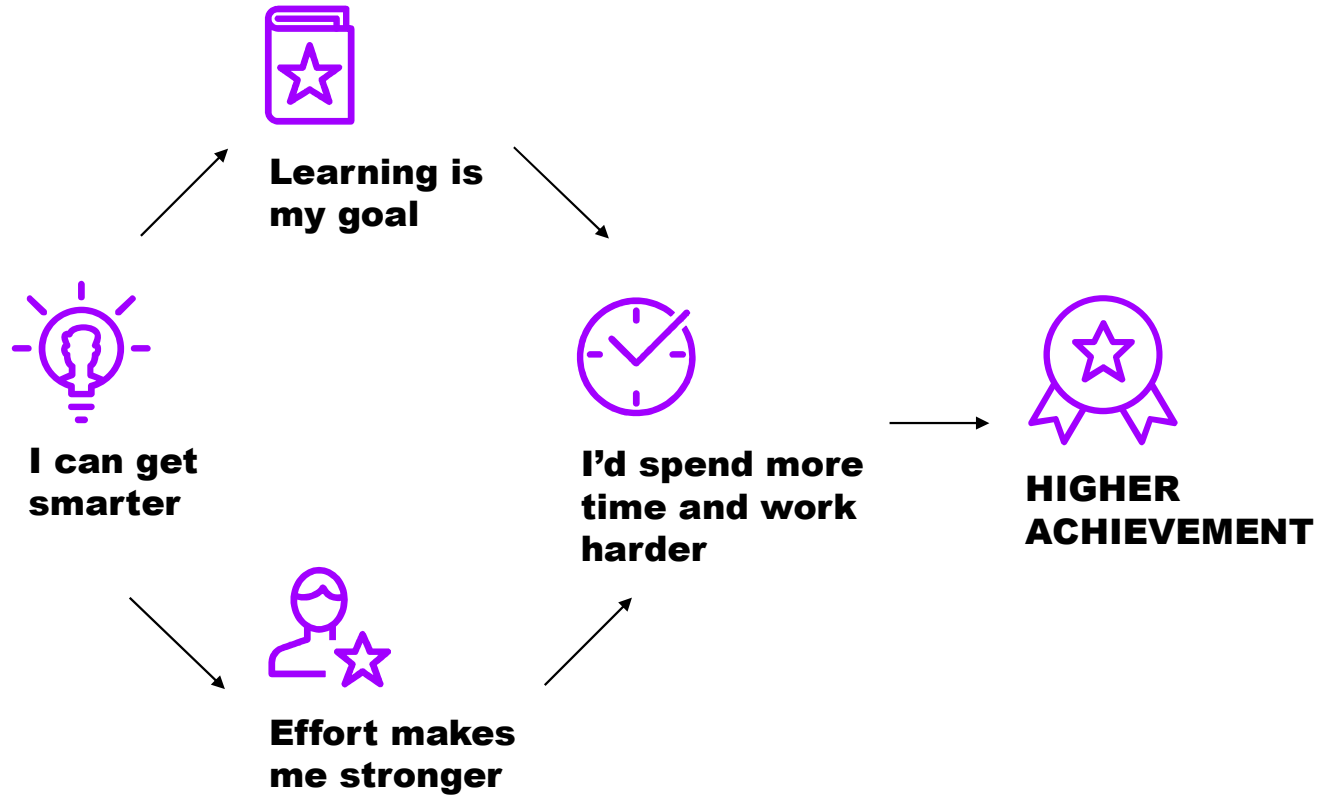 Learning is
my goal
I can get
smarter
I’d spend more
time and work
harder
HIGHER
ACHIEVEMENT
Effort makes
me stronger